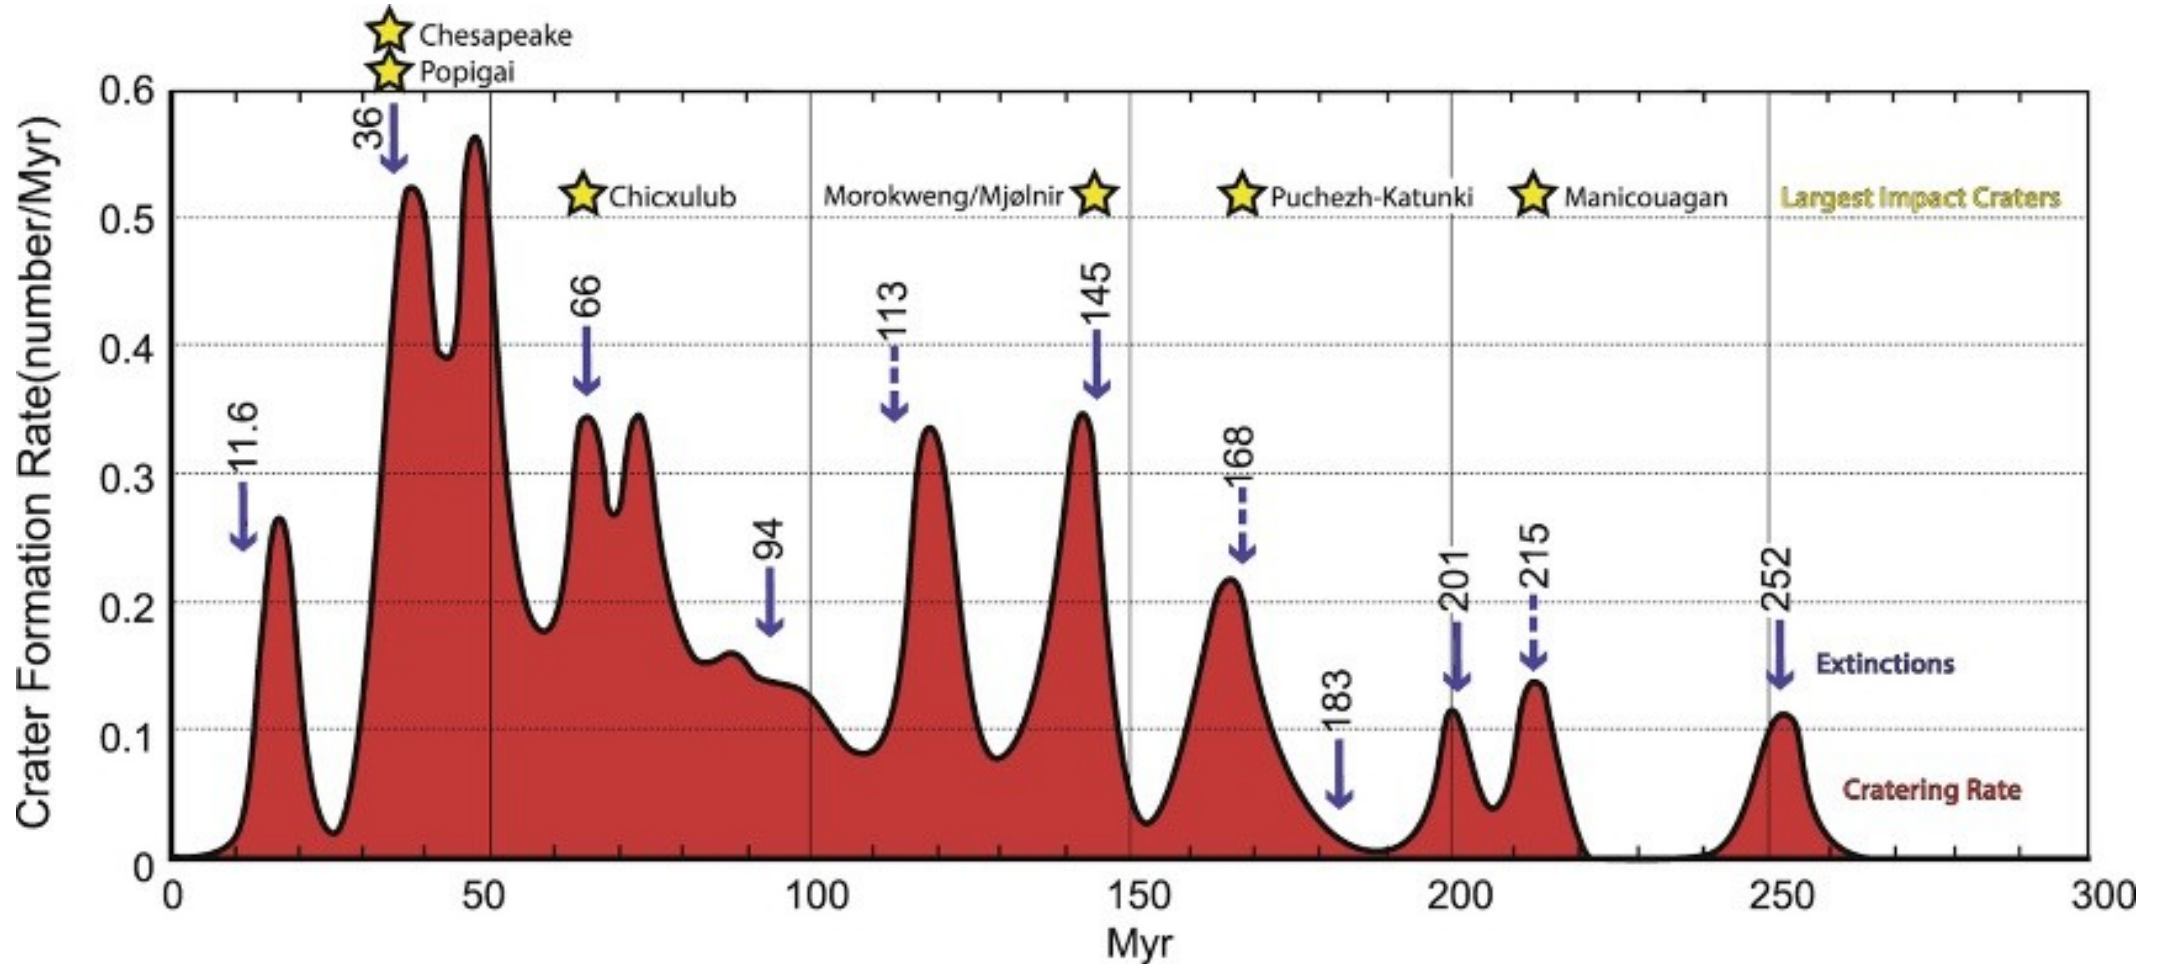 Chesapeake
Popigai
0.6
36
Chicxulub
Morokweng/Mjølnir
Puchezh-Katunki
Manicouagan
Largest Impact Craters
0.5
66
113
145
0.4
11.6
168
0.3
94
201
215
252
0.2
Extinctions
183
0.1
Cratering Rate
0
Crater Formation Rate(number/Myr)
0 50 100 150 200 250 300
Myr